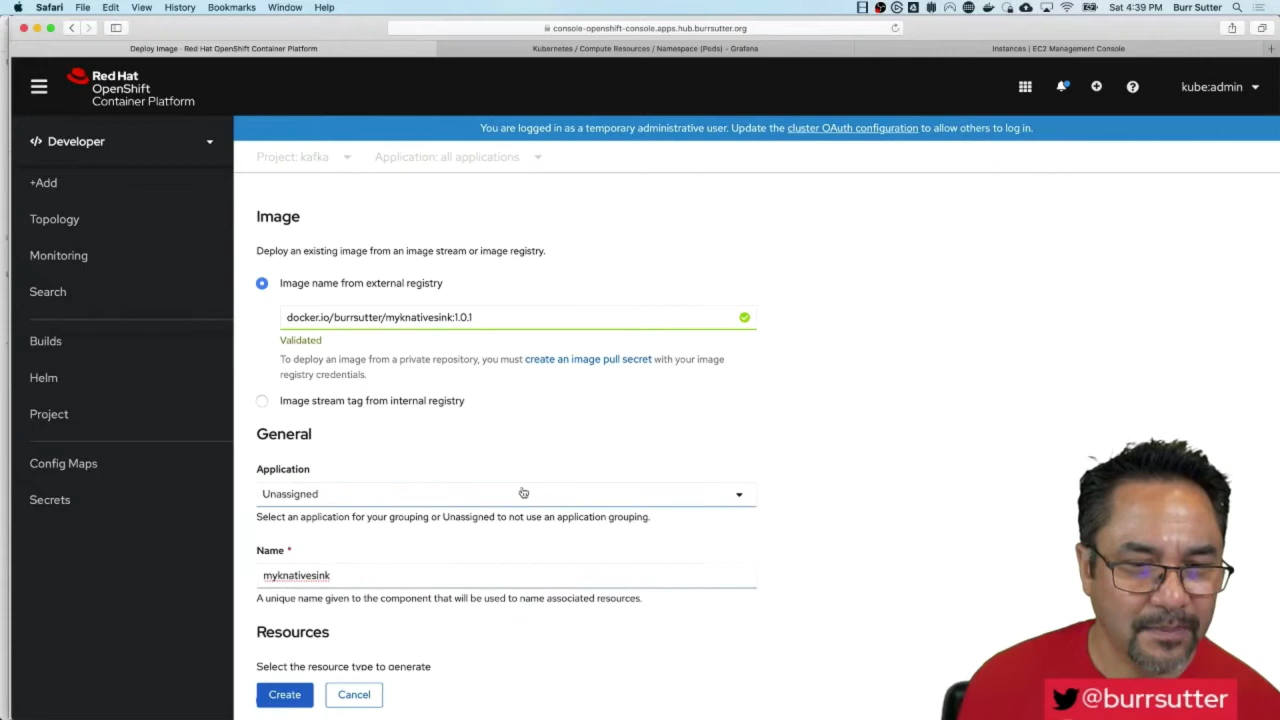 Safari File Edit View History Bookmarks Window Help
Sat 4:39 PM Burr Sutter
console-openshift-console.apps.hub.burrsutter.org
Deploy Image · Red Hat OpenShift Container Platform
Kubernetes / Compute Resources / Namespace (Pods) - Grafana
Instances | EC2 Management Console
Red Hat
OpenShift
Container Platform
kube:admin
You are logged in as a temporary administrative user. Update the cluster OAuth configuration to allow others to log in.
Developer
+Add
Topology
Monitoring
Search
Builds
Helm
Project
Config Maps
Secrets
Project: kafka
Application: all applications
Image
Deploy an existing image from an image stream or image registry.
Image name from external registry
docker.io/burrsutter/myknativesink:1.0.1
Validated
To deploy an image from a private repository, you must create an image pull secret with your image
registry credentials.
Image stream tag from internal registry
General
Application
Unassigned
Select an application for your grouping or Unassigned to not use an application grouping.
Name *
myknativesink
A unique name given to the component that will be used to name associated resources.
Resources
Select the resource type to generate
Create
Cancel
@burrsutter